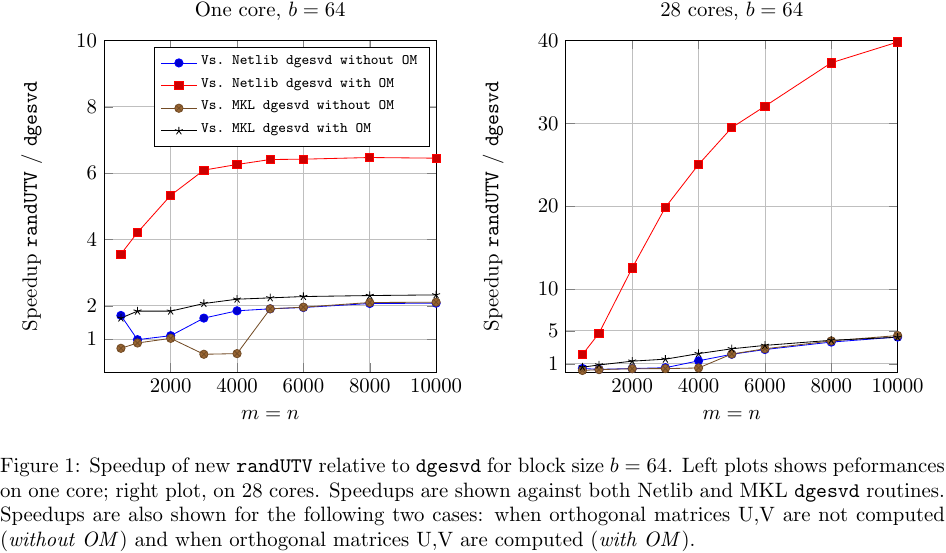 One core, b = 64
10
8
6
4
2
1
Speedup randUTV / dgesvd
Vs. Netlib dgesvd without OM
Vs. Netlib dgesvd with OM
Vs. MKL dgesvd without OM
Vs. MKL dgesvd with OM
2000 4000 6000 8000 10000
m = n
28 cores, b = 64
40
30
20
10
5
1
Speedup randUTV / dgesvd
2000 4000 6000 8000 10000
m = n
Figure 1: Speedup of new randUTV relative to dgesvd for block size b = 64. Left plots shows peformances
on one core; right plot, on 28 cores. Speedups are shown against both Netlib and MKL dgesvd routines.
Speedups are also shown for the following two cases: when orthogonal matrices U,V are not computed
(without OM) and when orthogonal matrices U,V are computed (with OM).